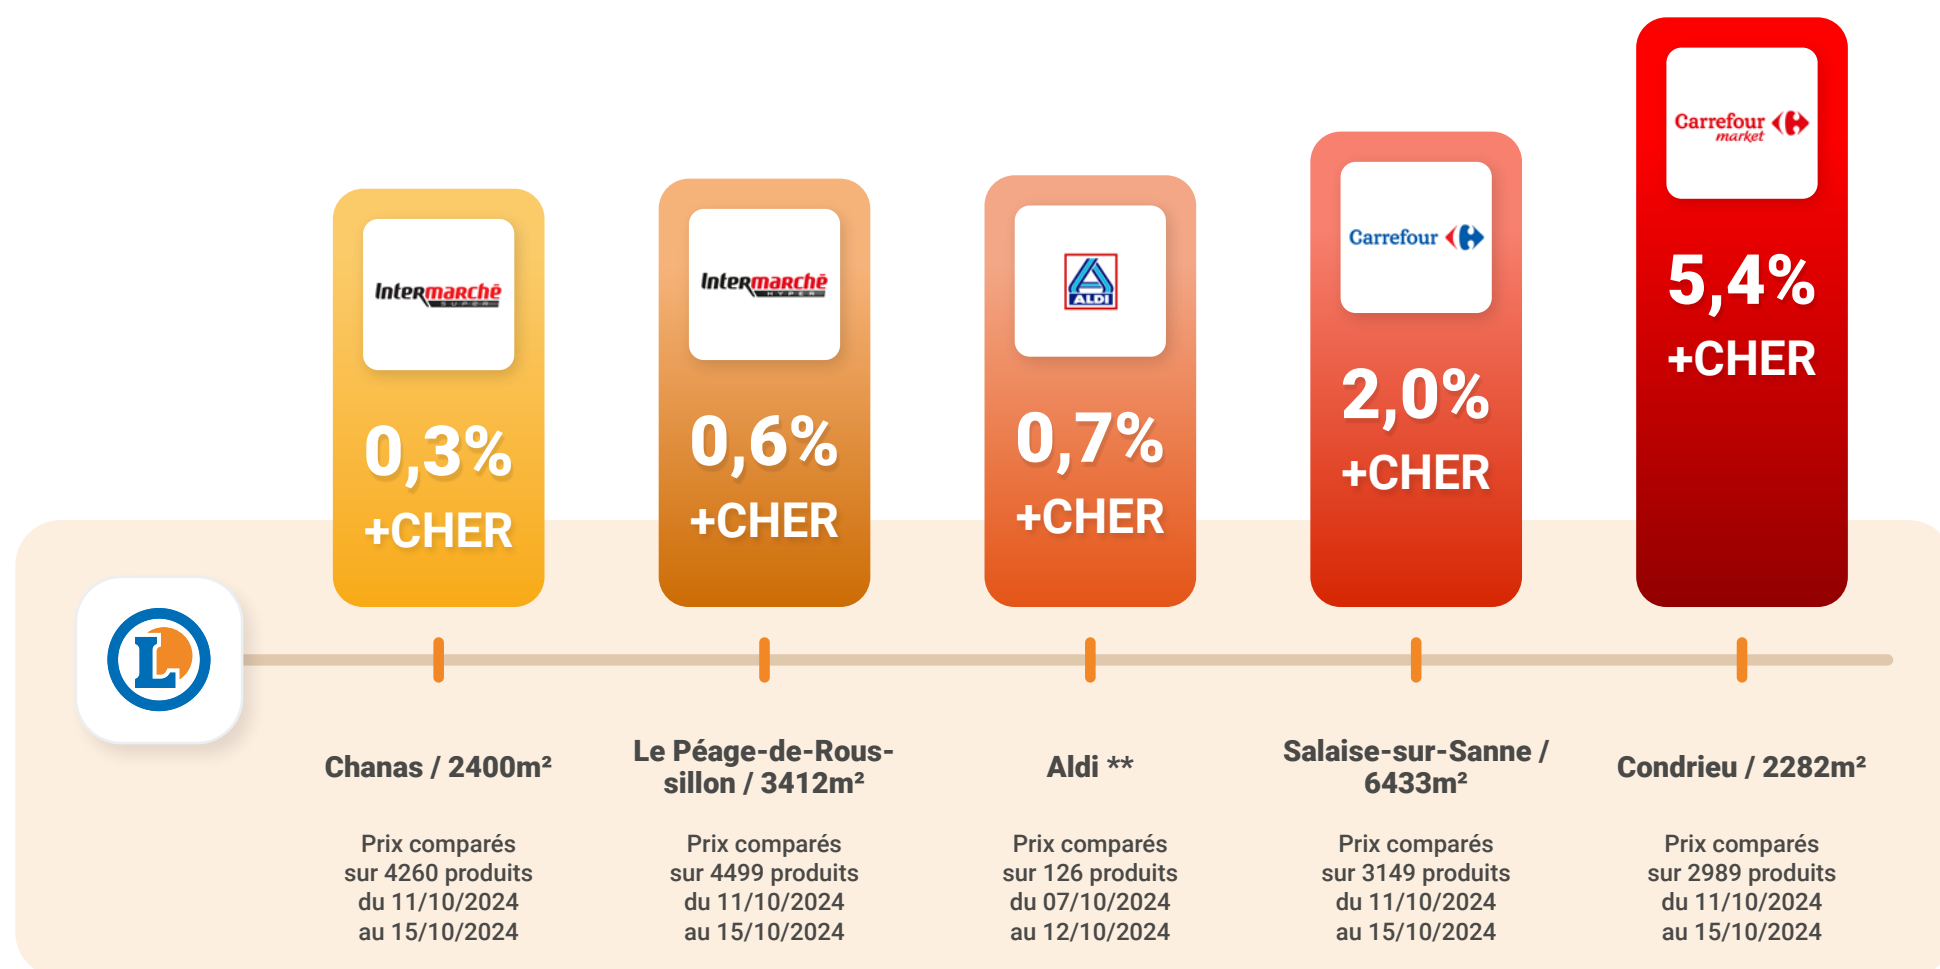 Intermarché
SUPER
0,3%
+CHER
Intermarché
HYPER
0,6%
+CHER
ALDI
0,7%
+CHER
Carrefour
2,0%
+CHER
Carrefour
market
5,4%
+CHER
L
Chanas / 2400m²
Prix comparés
sur 4260 produits
du 11/10/2024
au 15/10/2024
Le Péage-de-Rous-
sillon / 3412m²
Prix comparés
sur 4499 produits
du 11/10/2024
au 15/10/2024
Aldi **
Prix comparés
sur 126 produits
du 07/10/2024
au 12/10/2024
Salaise-sur-Sanne /
6433m²
Prix comparés
sur 3149 produits
du 11/10/2024
au 15/10/2024
Condrieu / 2282m²
Prix comparés
sur 2989 produits
du 11/10/2024
au 15/10/2024